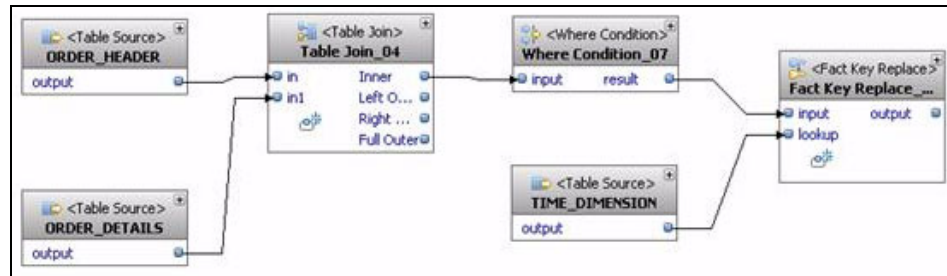 <Table Source>
ORDER_HEADER
output
<Table Join>
Table Join_04
in Inner
in1 Left O...
Right ...
Full Outer
<Where Condition>
Where Condition_07
input result
<Fact Key Replace>
Fact Key Replace_...
input output
lookup
<Table Source>
ORDER_DETAILS
output
<Table Source>
TIME_DIMENSION
output